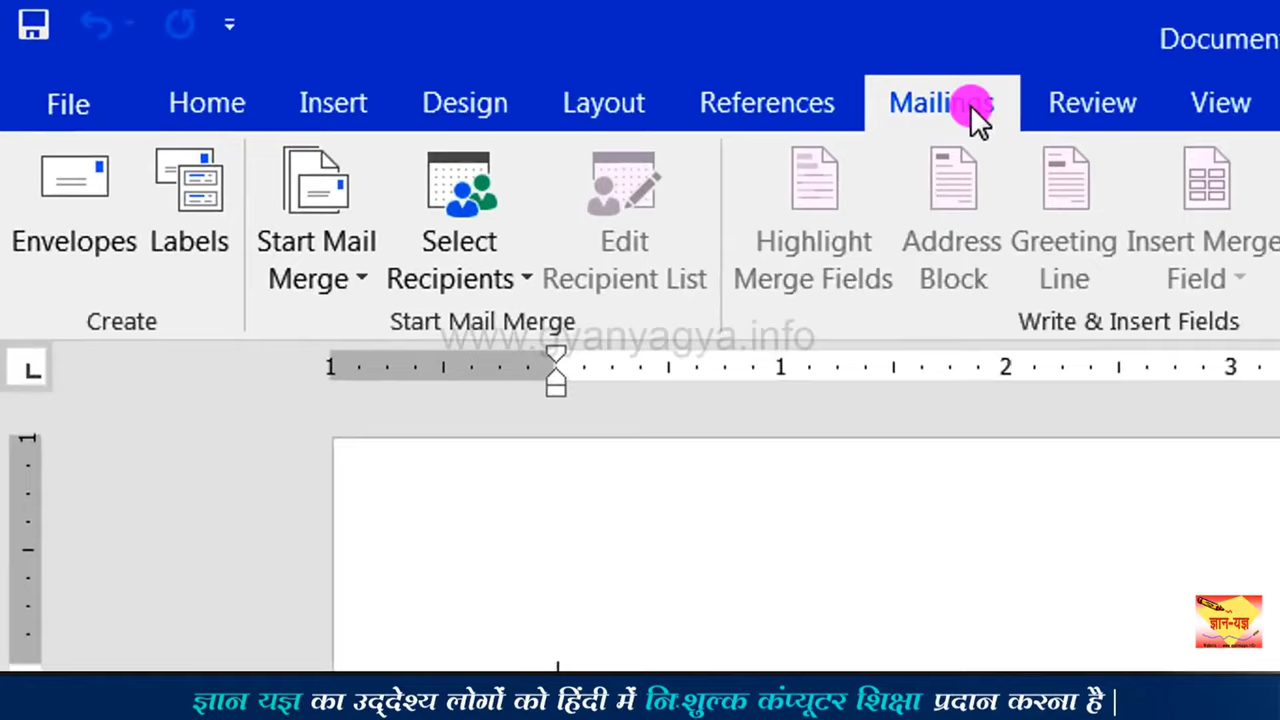 Document
File Home Insert Design Layout References Mailings Review View
Envelopes Labels Start Mail Merge Select Recipients Edit Recipient List Highlight Merge Fields Address Block Greeting Line Insert Merge Field
Create Start Mail Merge Write & Insert Fields
www.gyanyagya.info
1 1 2 3
1
ज्ञान-यज्ञ
ज्ञान यज्ञ का उद्देश्य लोगों को हिंदी में निःशुल्क कंप्यूटर शिक्षा प्रदान करना है |